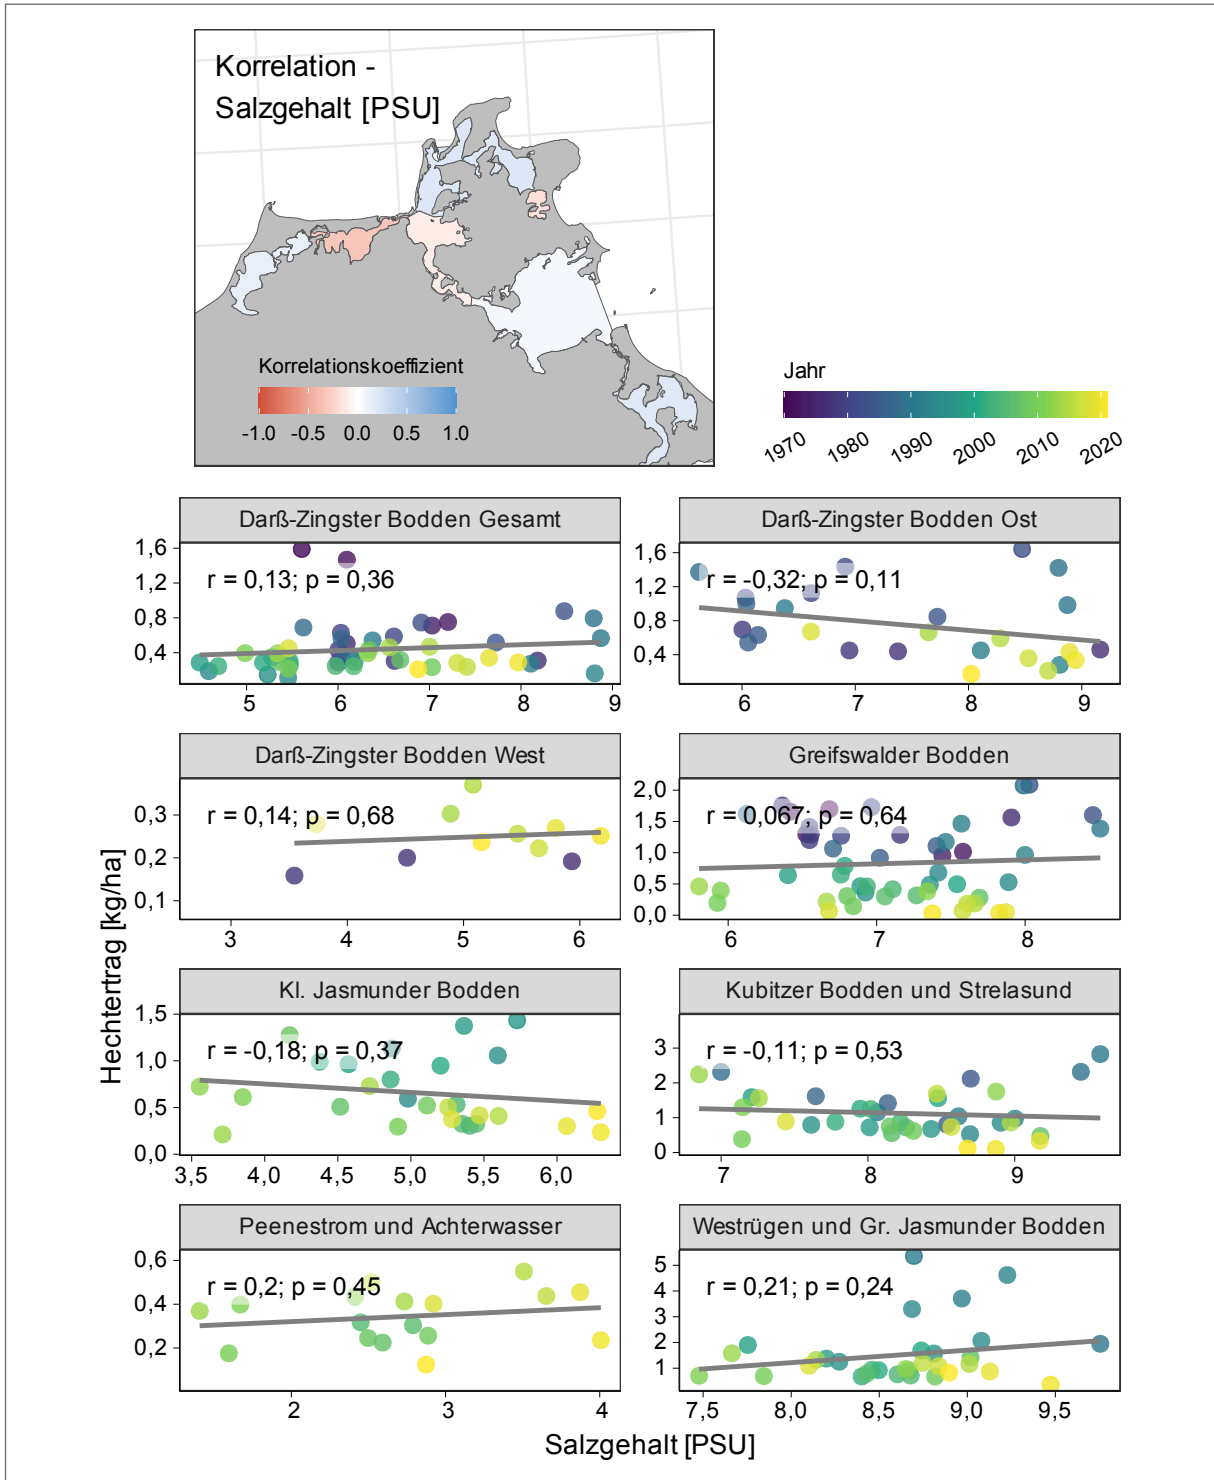 Korrelation -
Salzgehalt [PSU]
Korrelationskoeffizient
-1.0 -0.5 0.0 0.5 1.0
Jahr
1970 1980 1990 2000 2010 2020
Darß-Zingster Bodden Gesamt
r = 0,13; p = 0,36
1,6
1,2
0,8
0,4
5 6 7 8 9
Darß-Zingster Bodden Ost
r = -0,32; p = 0,11
1,6
1,2
0,8
0,4
6 7 8 9
Darß-Zingster Bodden West
r = 0,14; p = 0,68
0,3
0,2
0,1
3 4 5 6
Greifswalder Bodden
r = 0,067; p = 0,64
2,0
1,5
1,0
0,5
0,0
6 7 8
Hechtertrag [kg/ha]
Kl. Jasmunder Bodden
r = -0,18; p = 0,37
1,5
1,0
0,5
0,0
3,5 4,0 4,5 5,0 5,5 6,0
Kubitzer Bodden und Strelasund
r = -0,11; p = 0,53
3
2
1
0
7 8 9
Peenestrom und Achterwasser
r = 0,2; p = 0,45
0,6
0,4
0,2
2 3 4
Westrügen und Gr. Jasmunder Bodden
r = 0,21; p = 0,24
5
4
3
2
1
7,5 8,0 8,5 9,0 9,5
Salzgehalt [PSU]